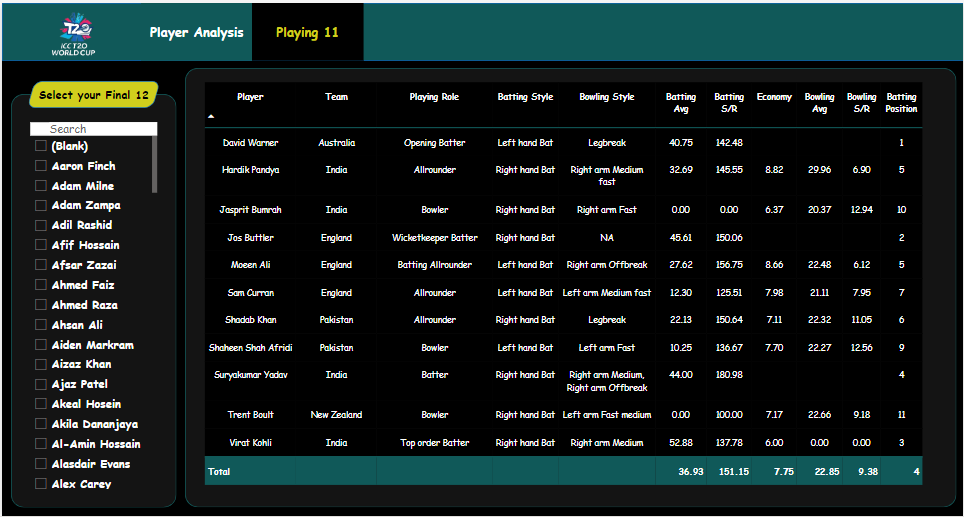 T20
ICC T20
WORLD CUP
Player Analysis
Playing 11
Select your Final 12
Search
(Blank)
Aaron Finch
Adam Milne
Adam Zampa
Adil Rashid
Afif Hossain
Afsar Zazai
Ahmed Faiz
Ahmed Raza
Ahsan Ali
Aiden Markram
Aizaz Khan
Ajaz Patel
Akeal Hosein
Akila Dananjaya
Al-Amin Hossain
Alasdair Evans
Alex Carey
Player Team Playing Role Batting Style Bowling Style Batting Avg Batting S/R Economy Bowling Avg Bowling S/R Batting Position
David Warner Australia Opening Batter Left hand Bat Legbreak 40.75 142.48 1
Hardik Pandya India Allrounder Right hand Bat Right arm Medium fast 32.69 145.55 8.82 29.96 6.90 5
Jasprit Bumrah India Bowler Right hand Bat Right arm Fast 0.00 0.00 6.37 20.37 12.94 10
Jos Buttler England Wicketkeeper Batter Right hand Bat NA 45.61 150.06 2
Moeen Ali England Batting Allrounder Left hand Bat Right arm Offbreak 27.62 156.75 8.66 22.48 6.12 5
Sam Curran England Allrounder Left hand Bat Left arm Medium fast 12.30 125.51 7.98 21.11 7.95 7
Shadab Khan Pakistan Allrounder Right hand Bat Legbreak 22.13 150.64 7.11 22.32 11.05 6
Shaheen Shah Afridi Pakistan Bowler Left hand Bat Left arm Fast 10.25 136.67 7.70 22.27 12.56 9
Suryakumar Yadav India Batter Right hand Bat Right arm Medium, Right arm Offbreak 44.00 180.98 4
Trent Boult New Zealand Bowler Right hand Bat Left arm Fast medium 0.00 100.00 7.17 22.66 9.18 11
Virat Kohli India Top order Batter Right hand Bat Right arm Medium 52.88 137.78 6.00 0.00 0.00 3
Total 36.93 151.15 7.75 22.85 9.38 4